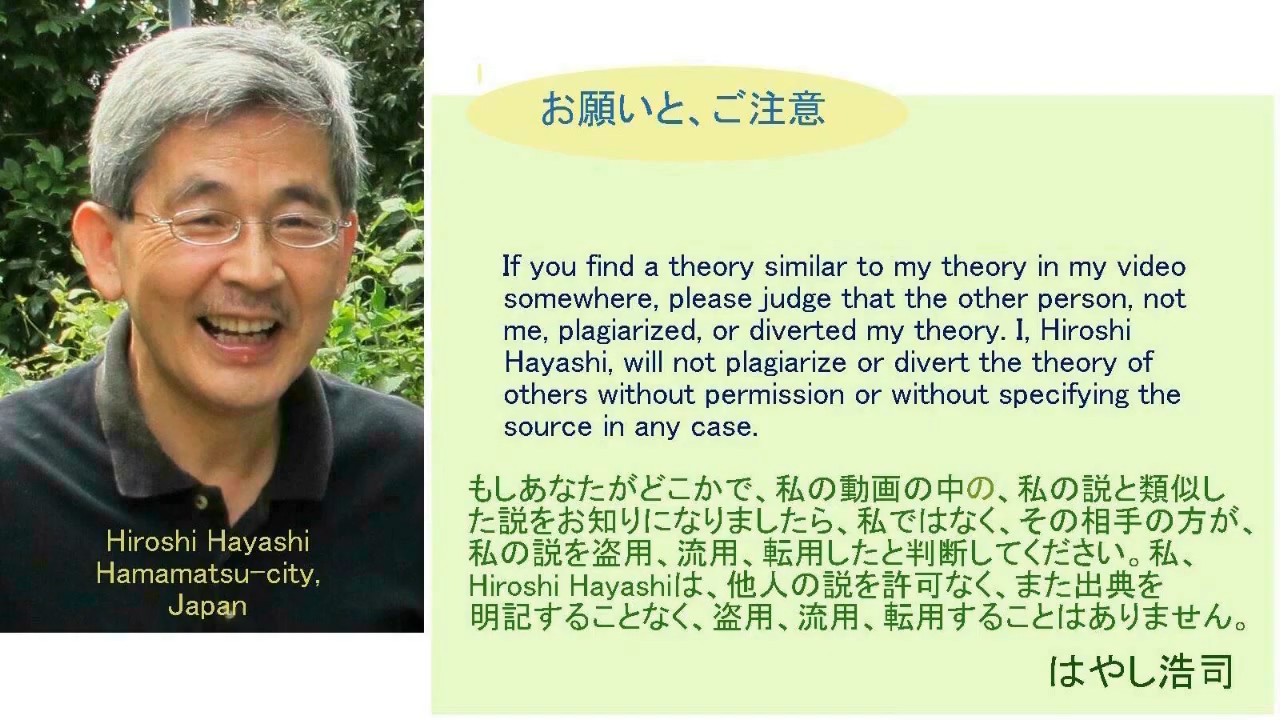 お願いと、ご注意
If you find a theory similar to my theory in my video
somewhere, please judge that the other person, not
me, plagiarized, or diverted my theory. I, Hiroshi
Hayashi, will not plagiarize or divert the theory of
others without permission or without specifying the
source in any case.
もしあなたがどこかで、私の動画の中の、私の説と類似し
た説をお知りになりましたら、私ではなく、その相手の方が、
私の説を盗用、流用、転用したと判断してください。私、
Hiroshi Hayashiは、他人の説を許可なく、また出典を
明記することなく、盗用、流用、転用することはありません。
はやし浩司
Hiroshi Hayashi
Hamamatsu-city,
Japan